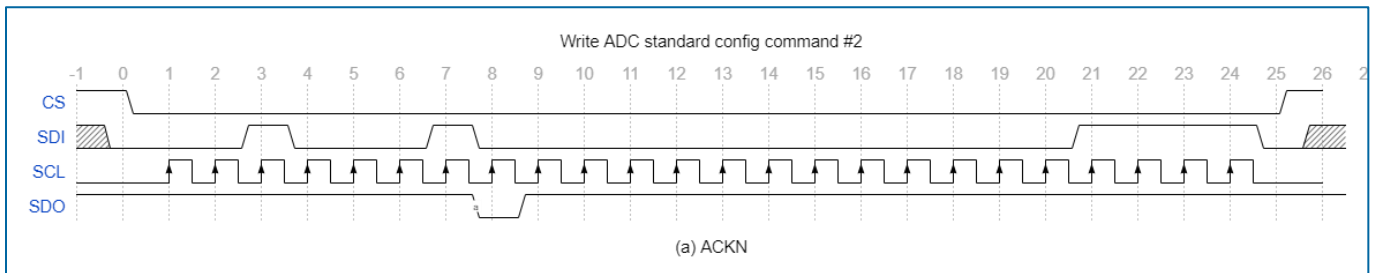 Write ADC standard config command #2
-1 0 1 2 3 4 5 6 7 8 9 10 11 12 13 14 15 16 17 18 19 20 21 22 23 24 25 26 2
CS
SDI
SCL
SDO
(a) ACKN